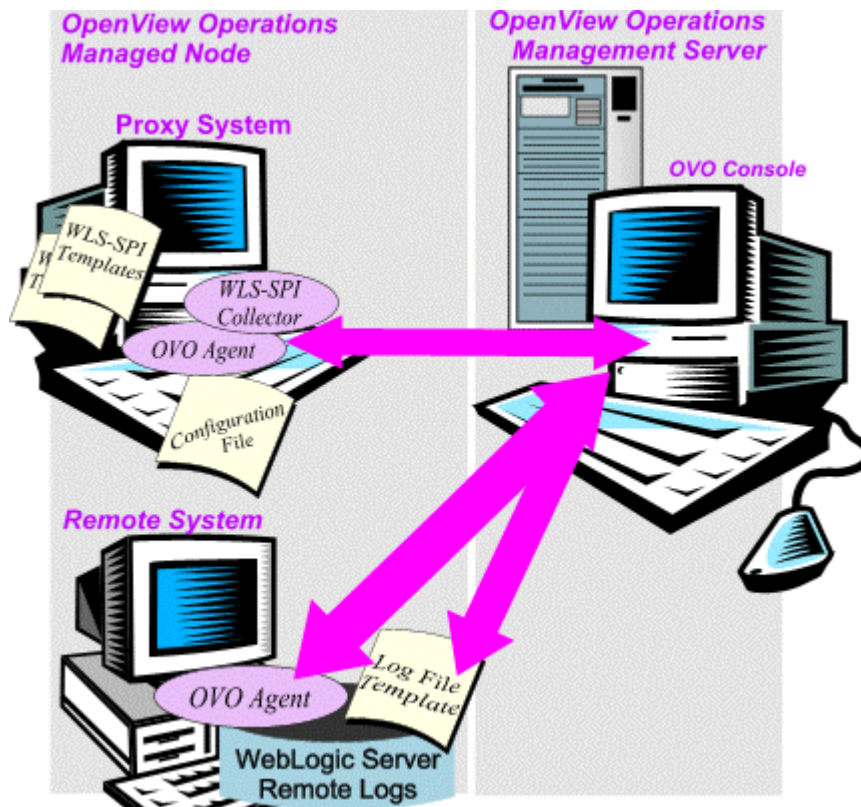 OpenView Operations
Managed Node
OpenView Operations
Management Server
Proxy System
OVO Console
WLS-SPI
Templates
W
T
WLS-SPI
Collector
OVO Agent
Configuration
File
Remote System
Log File
Template
OVO Agent
WebLogic Server
Remote Logs